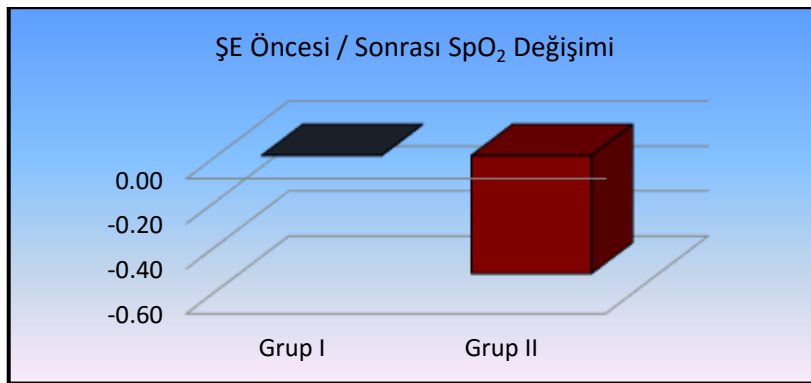 ŞE Öncesi / Sonrası SpO₂ Değişimi
0.00
-0.20
-0.40
-0.60
Grup I Grup II